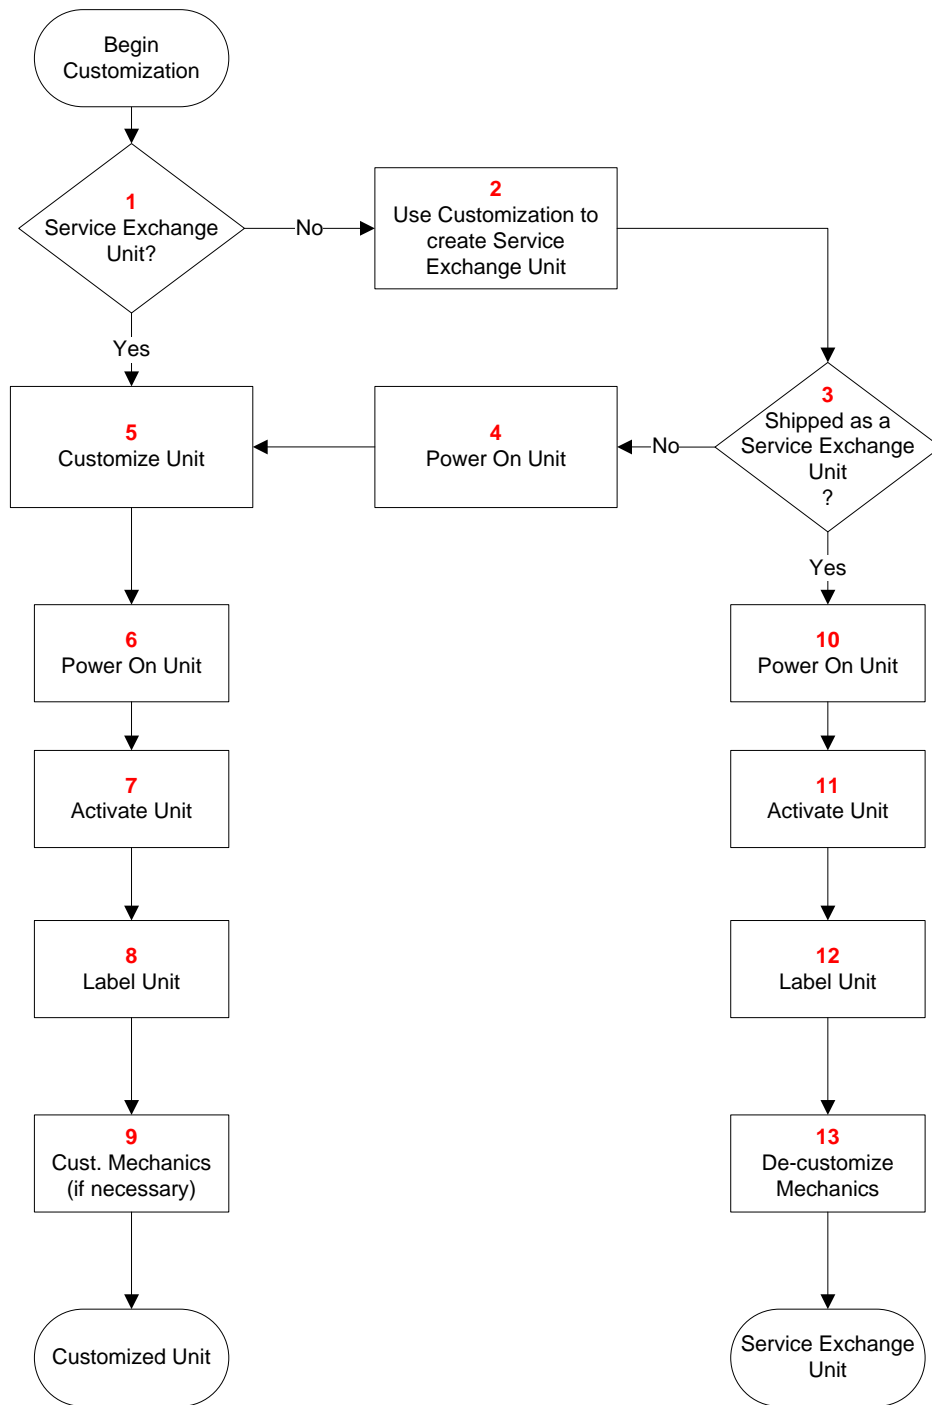 Begin
Customization
1
Service Exchange
Unit?
No
2
Use Customization to
create Service
Exchange Unit
Yes
3
Shipped as a
Service Exchange
Unit
?
No
4
Power On Unit
5
Customize Unit
Yes
6
Power On Unit
10
Power On Unit
7
Activate Unit
11
Activate Unit
8
Label Unit
12
Label Unit
9
Cust. Mechanics
(if necessary)
13
De-customize
Mechanics
Customized Unit
Service Exchange
Unit